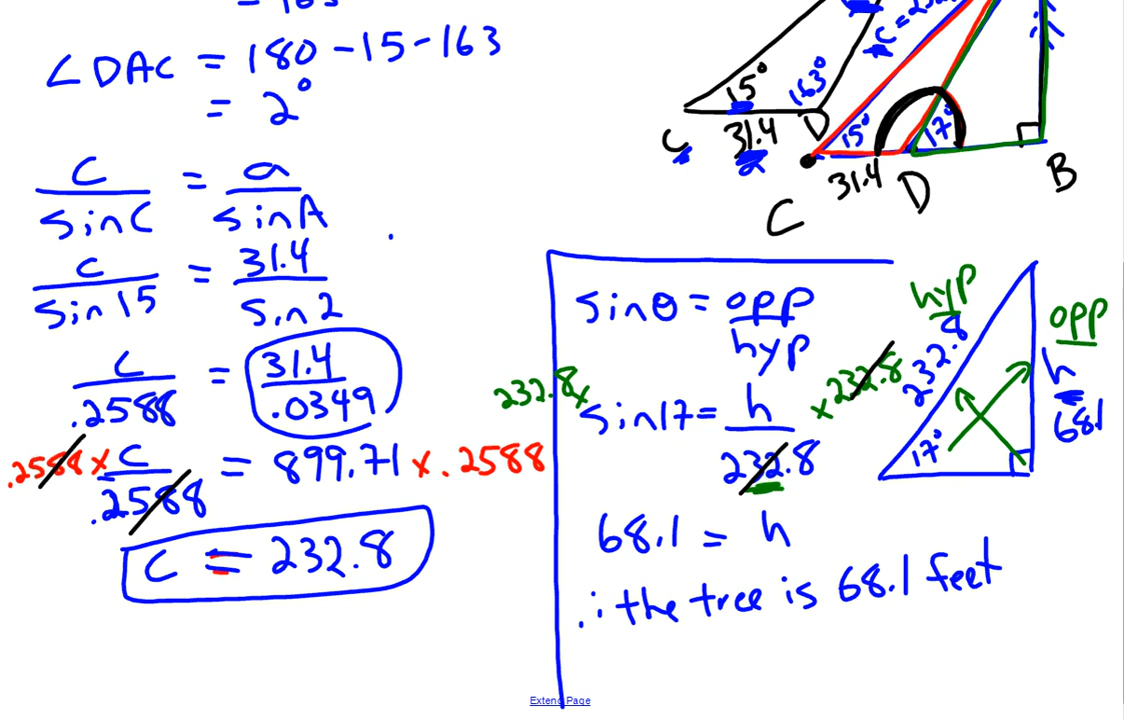 = 163
∠DAC = 180 - 15 - 163
= 2°
c/sinC = a/sinA
c/sin15 = 31.4/sin2
c/.2588 = 31.4/.0349
.2588 × c/.2588 = 899.71 × .2588
c = 232.8
15° 163°
C 31.4 D
a
c = 232
15° 17°
C 31.4 D B
sinθ = opp/hyp
232.8 × sin17 = h/232.8 × 232.8
68.1 = h
∴ the tree is 68.1 feet
hyp
232.8
opp
h
68.1
17°
Extend Page